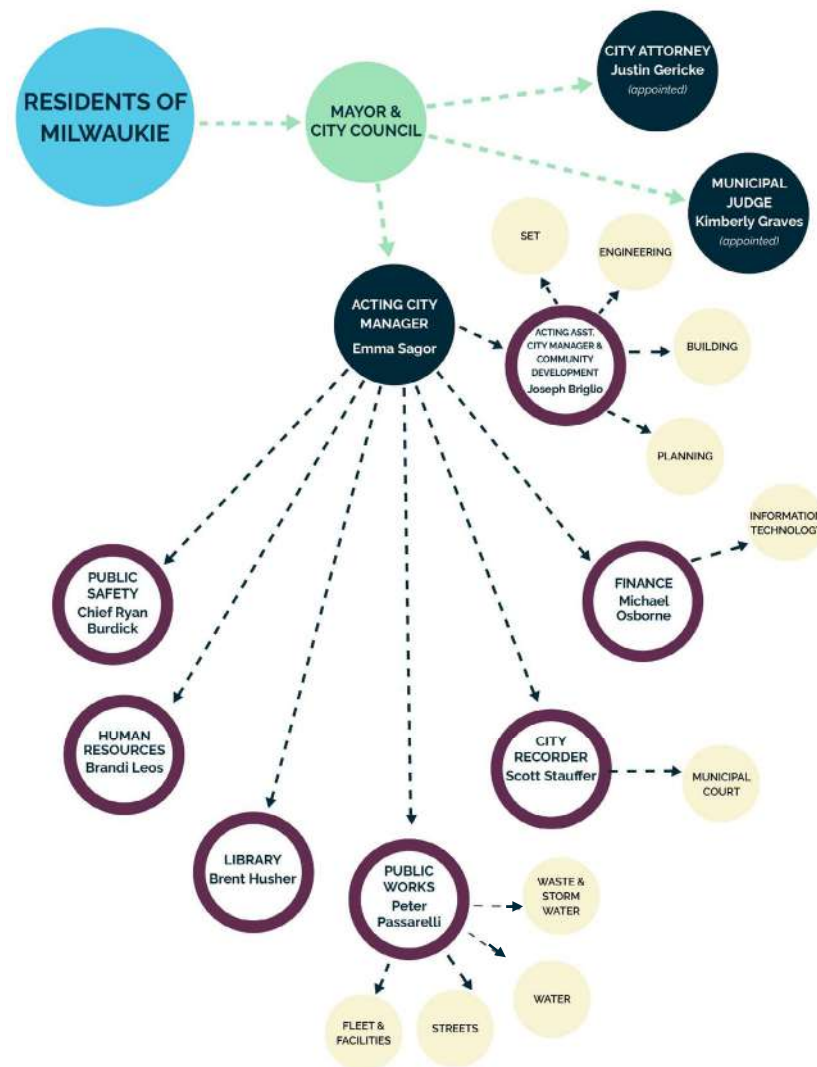 RESIDENTS OF
MILWAUKIE
MAYOR &
CITY COUNCIL
CITY ATTORNEY
Justin Gericke
(appointed)
MUNICIPAL
JUDGE
Kimberly Graves
(appointed)
SET
ENGINEERING
ACTING CITY
MANAGER
Emma Sagor
ACTING ASST.
CITY MANAGER &
COMMUNITY
DEVELOPMENT
Joseph Briglio
BUILDING
PLANNING
INFORMATION
TECHNOLOGY
PUBLIC
SAFETY
Chief Ryan
Burdick
FINANCE
Michael
Osborne
HUMAN
RESOURCES
Brandi Leos
CITY
RECORDER
Scott Stauffer
MUNICIPAL
COURT
LIBRARY
Brent Husher
PUBLIC
WORKS
Peter
Passarelli
WASTE &
STORM
WATER
WATER
FLEET &
FACILITIES
STREETS